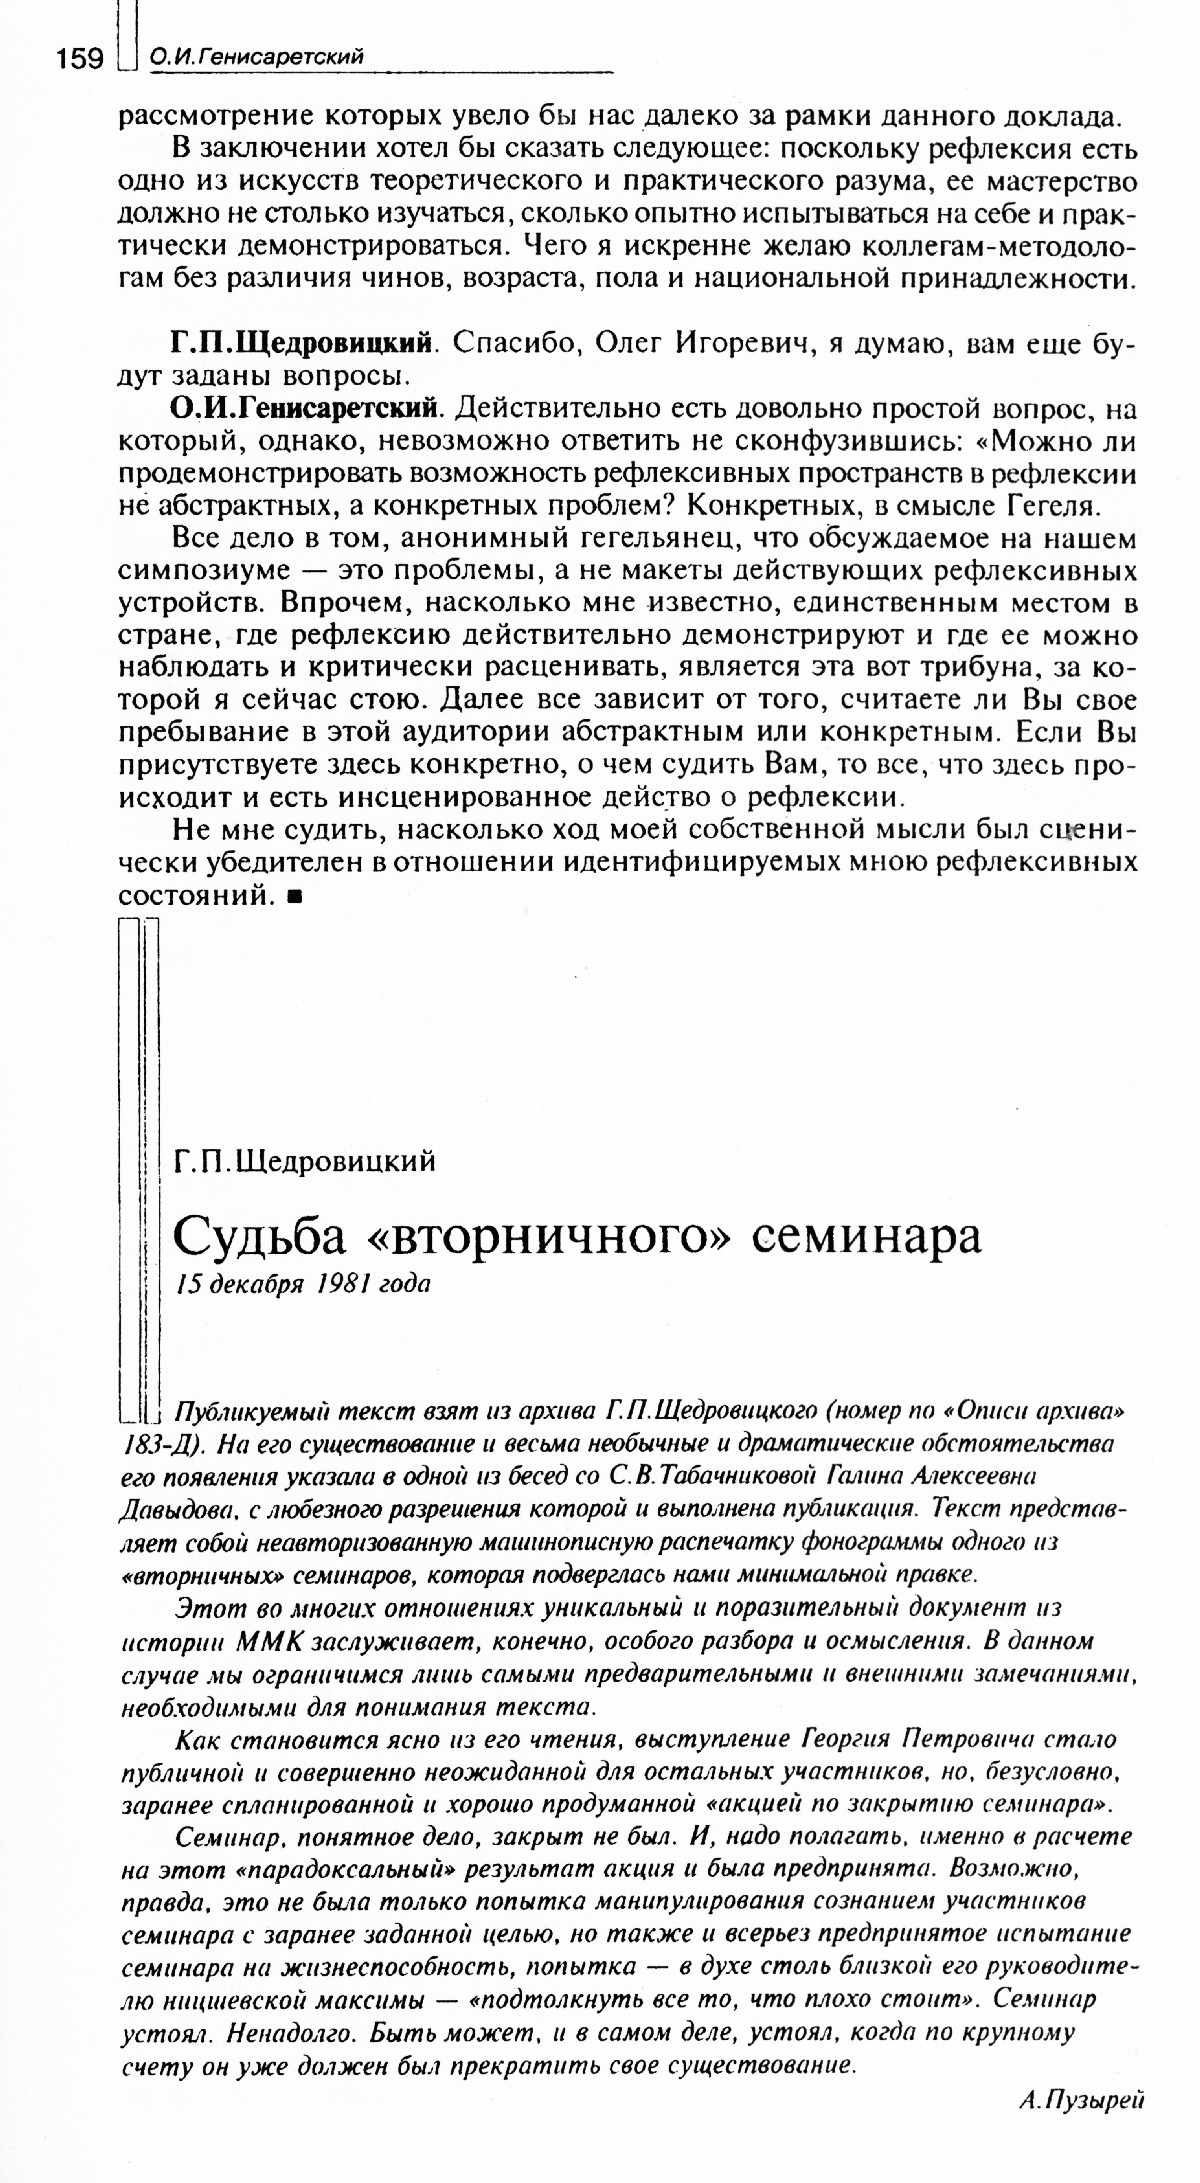 159
О.И.Генисаретский
рассмотрение которых увело бы нас далеко за рамки данного доклада.
В заключении хотел бы сказать следующее: поскольку рефлексия есть
одно из искусств теоретического и практического разума, ее мастерство
должно не столько изучаться, сколько опытно испытываться на себе и прак-
тически демонстрироваться. Чего я искренне желаю коллегам-методоло-
гам без различия чинов, возраста, пола и национальной принадлежности.
Г.П.Щедровицкий. Спасибо, Олег Игоревич, я думаю, вам еще бу-
дут заданы вопросы.
О.И.Генисаретский. Действительно есть довольно простой вопрос, на
который, однако, невозможно ответить не сконфузившись: «Можно ли
продемонстрировать возможность рефлексивных пространств в рефлексии
не абстрактных, а конкретных проблем? Конкретных, в смысле Гегеля.
Все дело в том, анонимный гегельянец, что обсуждаемое на нашем
симпозиуме — это проблемы, а не макеты действующих рефлексивных
устройств. Впрочем, насколько мне известно, единственным местом в
стране, где рефлексию действительно демонстрируют и где ее можно
наблюдать и критически расценивать, является эта вот трибуна, за ко-
торой я сейчас стою. Далее все зависит от того, считаете ли Вы свое
пребывание в этой аудитории абстрактным или конкретным. Если Вы
присутствуете здесь конкретно, о чем судить Вам, то все, что здесь про-
исходит и есть инсценированное действо о рефлексии.
Не мне судить, насколько ход моей собственной мысли был сцени-
чески убедителен в отношении идентифицируемых мною рефлексивных
состояний. ■
Г.П.Щедровицкий
Судьба «вторичного» семинара
15 декабря 1981 года
Публикуемый текст взят из архива Г.П.Щедровицкого (номер по «Описи архива»
183-Д). На его существование и весьма необычные и драматические обстоятельства
его появления указала в одной из бесед со С.В.Табачниковой Галина Алексеевна
Давыдова, с любезного разрешения которой и выполнена публикация. Текст представ-
ляет собой неавторизованную машинописную распечатку фонограммы одного из
«вторичных» семинаров, которая подверглась нами минимальной правке.
Этот во многих отношениях уникальный и поразительный документ из
истории ММК заслуживает, конечно, особого разбора и осмысления. В данном
случае мы ограничимся лишь самыми предварительными и внешними замечаниями,
необходимыми для понимания текста.
Как становится ясно из его чтения, выступление Георгия Петровича стало
публичной и совершенно неожиданной для остальных участников, но, безусловно,
заранее спланированной и хорошо продуманной «акцией по закрытию семинара».
Семинар, понятное дело, закрыт не был. И, надо полагать, именно в расчете
на этот «парадоксальный» результат акция и была предпринята. Возможно,
правда, это не была только попытка манипулирования сознанием участников
семинара с заранее заданной целью, но также и всерьез предпринятое испытание
семинара на жизнеспособность, попытка — в духе столь близкой его руководите-
лю ницшевской максимы — «подтолкнуть все то, что плохо стоит». Семинар
устоял. Ненадолго. Быть может, и в самом деле, устоял, когда по крупному
счету он уже должен был прекратить свое существование.
А.Пузырей